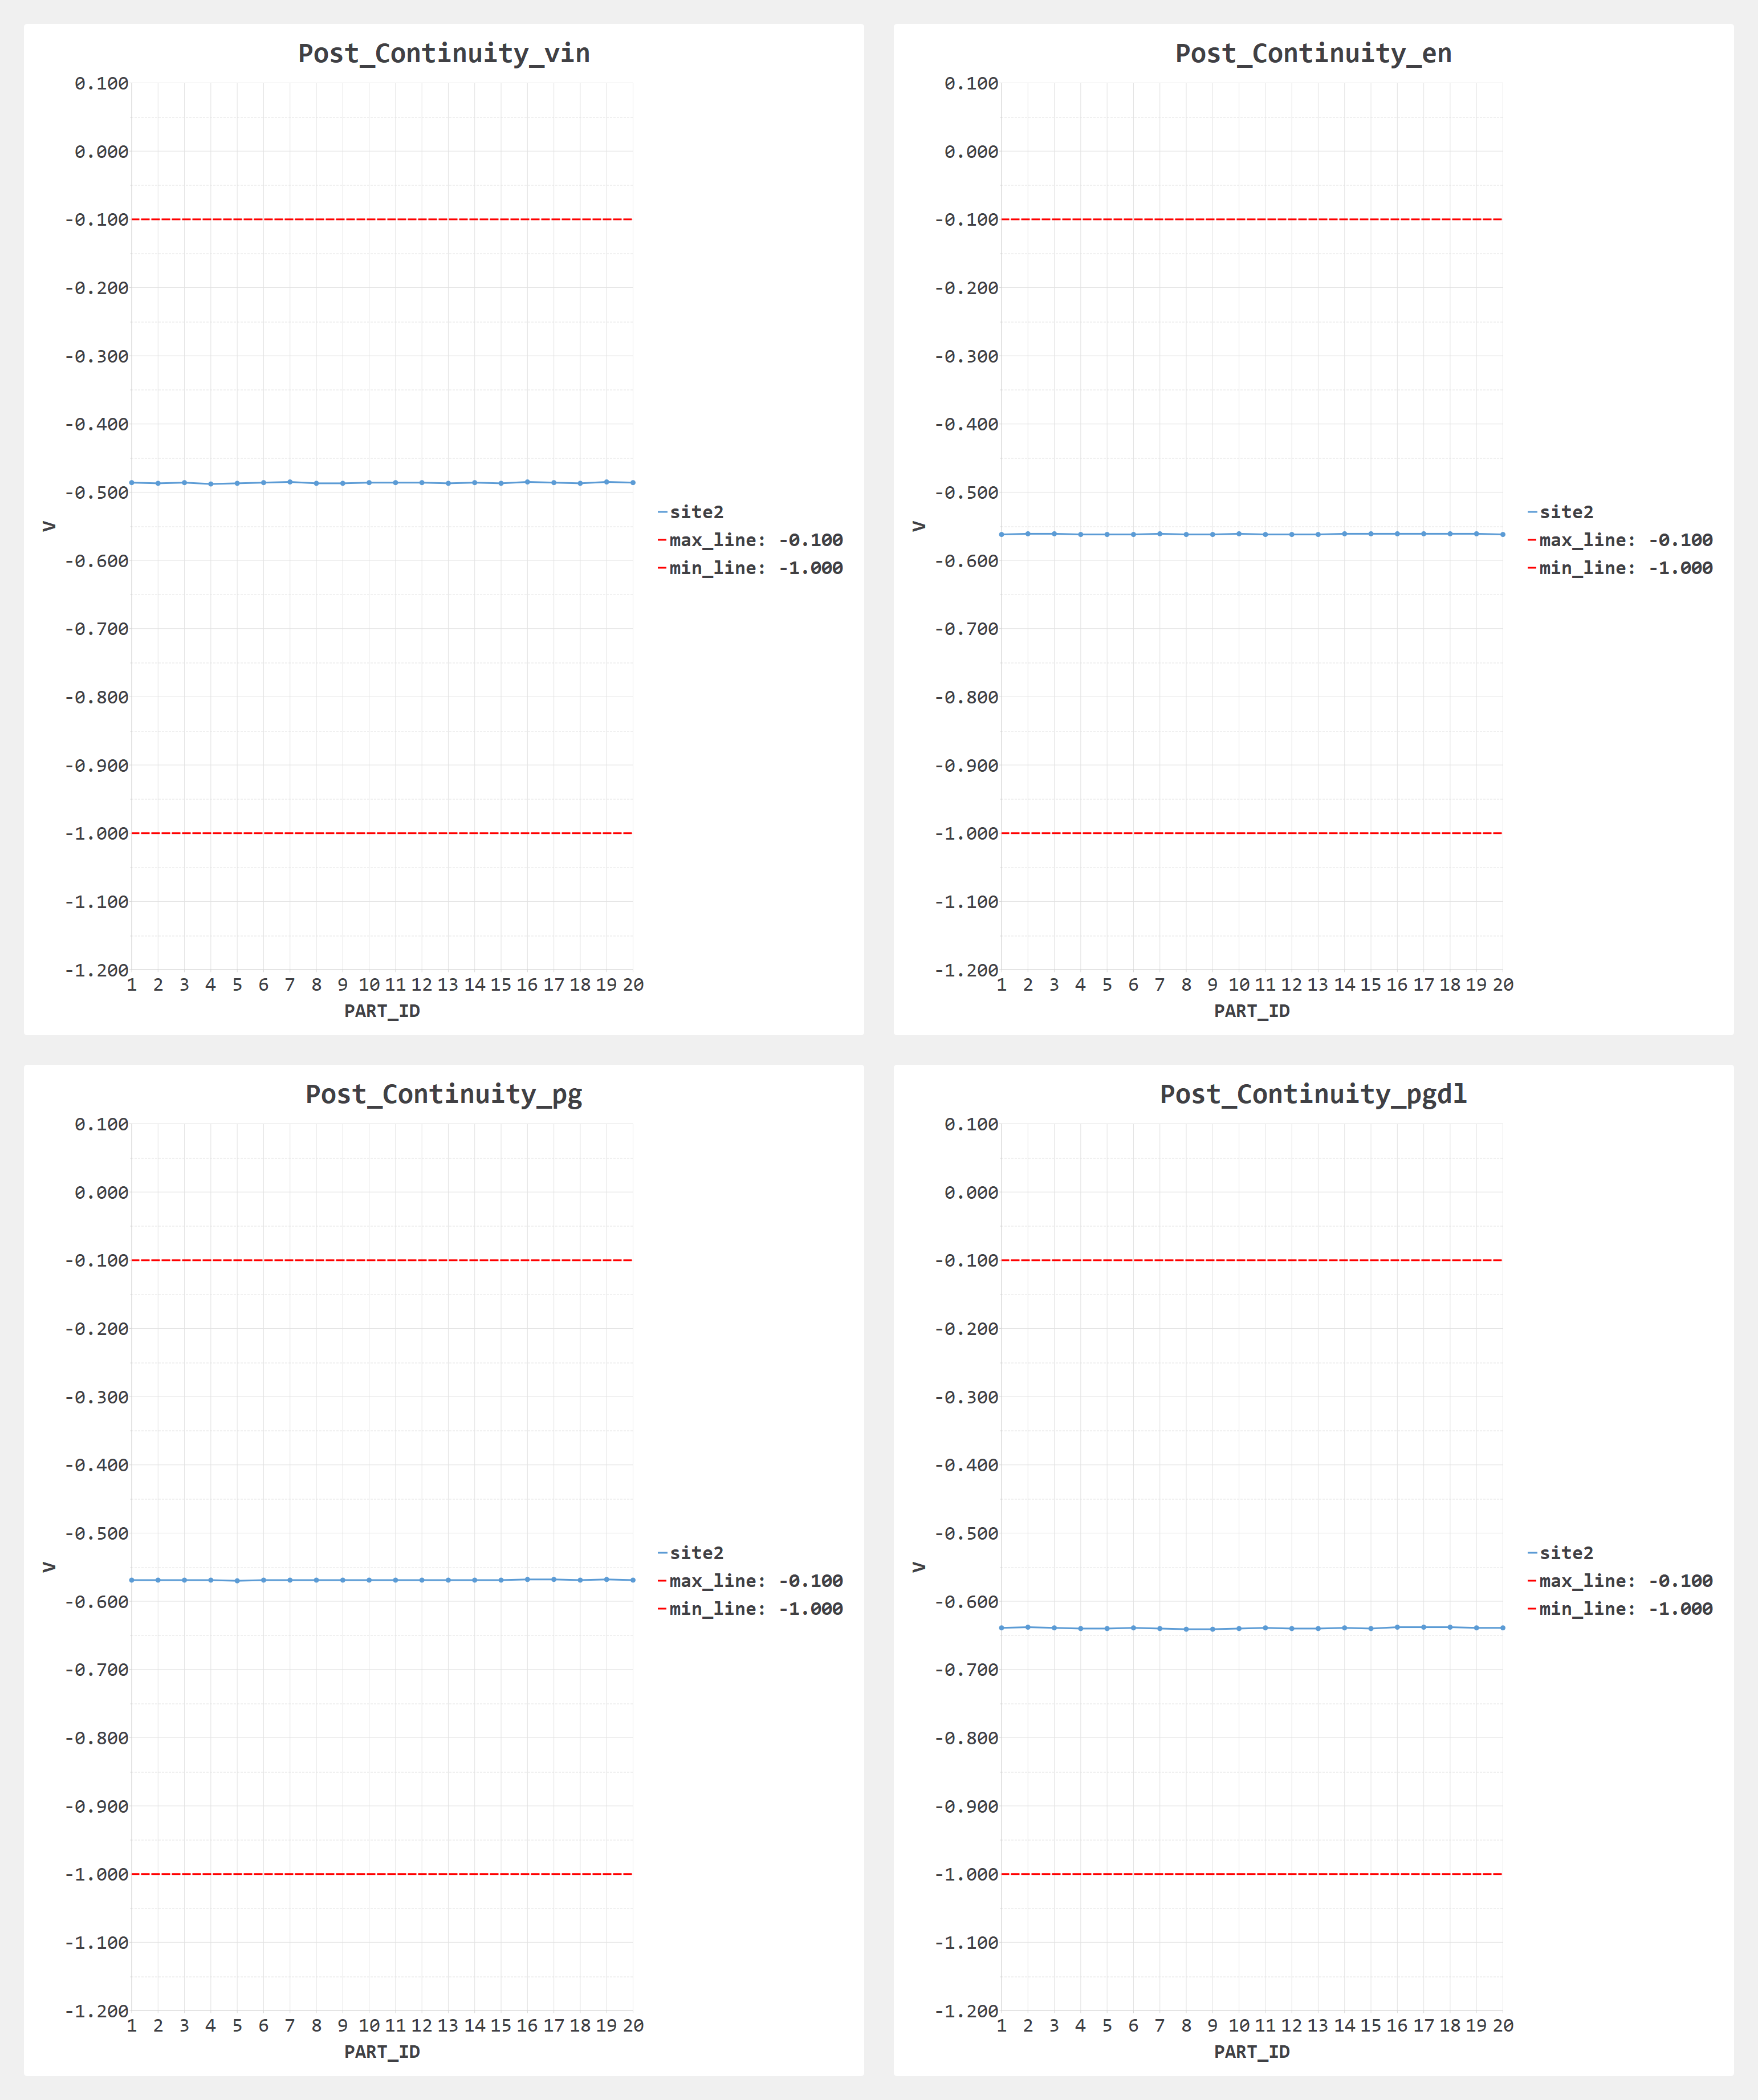 Post_Continuity_vin
0.100
0.000
-0.100
-0.200
-0.300
-0.400
-0.500
-0.600
-0.700
-0.800
-0.900
-1.000
-1.100
-1.200
V
1 2 3 4 5 6 7 8 9 10 11 12 13 14 15 16 17 18 19 20
PART_ID
site2
max_line: -0.100
min_line: -1.000
Post_Continuity_en
0.100
0.000
-0.100
-0.200
-0.300
-0.400
-0.500
-0.600
-0.700
-0.800
-0.900
-1.000
-1.100
-1.200
V
1 2 3 4 5 6 7 8 9 10 11 12 13 14 15 16 17 18 19 20
PART_ID
site2
max_line: -0.100
min_line: -1.000
Post_Continuity_pg
0.100
0.000
-0.100
-0.200
-0.300
-0.400
-0.500
-0.600
-0.700
-0.800
-0.900
-1.000
-1.100
-1.200
V
1 2 3 4 5 6 7 8 9 10 11 12 13 14 15 16 17 18 19 20
PART_ID
site2
max_line: -0.100
min_line: -1.000
Post_Continuity_pgdl
0.100
0.000
-0.100
-0.200
-0.300
-0.400
-0.500
-0.600
-0.700
-0.800
-0.900
-1.000
-1.100
-1.200
V
1 2 3 4 5 6 7 8 9 10 11 12 13 14 15 16 17 18 19 20
PART_ID
site2
max_line: -0.100
min_line: -1.000